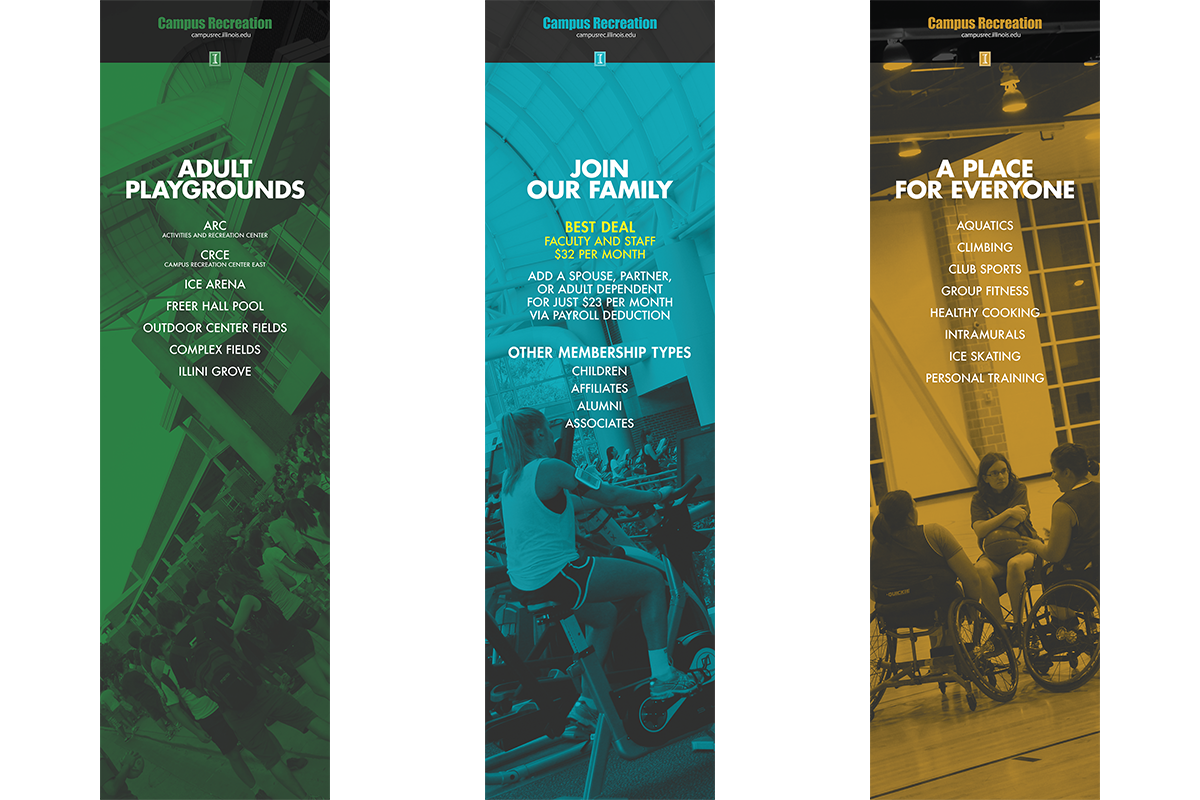 Campus Recreation
campusrec.illinois.edu
I
ADULT
PLAYGROUNDS
ARC
ACTIVITIES AND RECREATION CENTER
CRCE
CAMPUS RECREATION CENTER EAST
ICE ARENA
FREER HALL POOL
OUTDOOR CENTER FIELDS
COMPLEX FIELDS
ILLINI GROVE
Campus Recreation
campusrec.illinois.edu
I
JOIN
OUR FAMILY
BEST DEAL
FACULTY AND STAFF
$32 PER MONTH
ADD A SPOUSE, PARTNER,
OR ADULT DEPENDENT
FOR JUST $23 PER MONTH
VIA PAYROLL DEDUCTION
OTHER MEMBERSHIP TYPES
CHILDREN
AFFILIATES
ALUMNI
ASSOCIATES
Campus Recreation
campusrec.illinois.edu
I
A PLACE
FOR EVERYONE
AQUATICS
CLIMBING
CLUB SPORTS
GROUP FITNESS
HEALTHY COOKING
INTRAMURALS
ICE SKATING
PERSONAL TRAINING